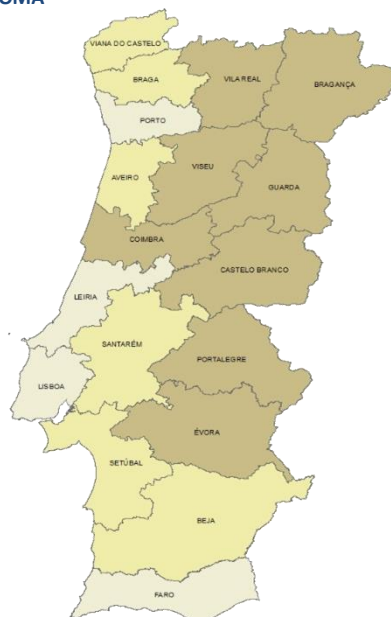 UMA
VIANA DO CASTELO
BRAGA
VILA REAL
BRAGANÇA
PORTO
VISEU
AVEIRO
GUARDA
COIMBRA
CASTELO BRANCO
LEIRIA
SANTARÉM
PORTALEGRE
LISBOA
ÉVORA
SETÚBAL
BEJA
FARO